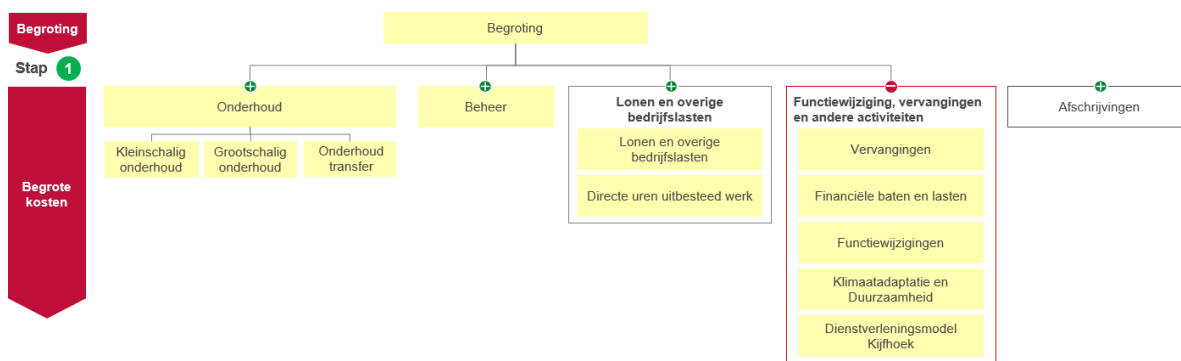 Begroting
Begroting
Stap 1
Onderhoud
Beheer
Lonen en overige
bedrijfslasten
Functiewijziging, vervangingen
en andere activiteiten
Afschrijvingen
Kleinschalig
onderhoud
Grootschalig
onderhoud
Onderhoud
transfer
Lonen en overige
bedrijfslasten
Directe uren uitbesteed werk
Vervangingen
Financiële baten en lasten
Functiewijzigingen
Klimaatadaptatie en
Duurzaamheid
Dienstverleningsmodel
Kijfhoek
Begrote
kosten